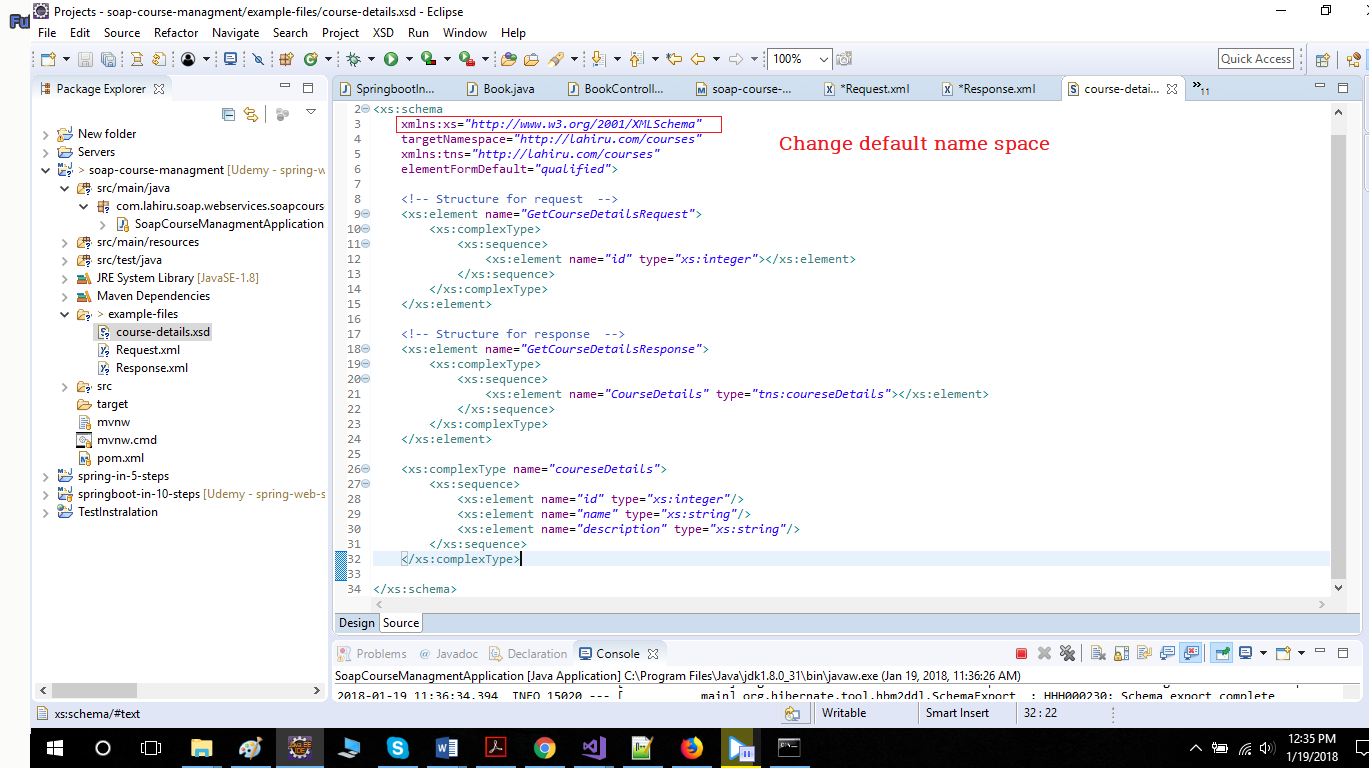 Fu
Projects - soap-course-managment/example-files/course-details.xsd - Eclipse
File Edit Source Refactor Navigate Search Project XSD Run Window Help
100%
Quick Access
Package Explorer
New folder
Servers
> soap-course-managment [Udemy - spring-w
src/main/java
com.lahiru.soap.webservices.soapcours
SoapCourseManagmentApplication
src/main/resources
src/test/java
JRE System Library [JavaSE-1.8]
Maven Dependencies
> example-files
course-details.xsd
Request.xml
Response.xml
src
target
mvnw
mvnw.cmd
pom.xml
spring-in-5-steps
springboot-in-10-steps [Udemy - spring-web-s
TestInstralation
SpringbootIn... Book.java BookControll... soap-course-... *Request.xml *Response.xml course-detai... »11
2 <xs:schema
3 xmlns:xs="http://www.w3.org/2001/XMLSchema"
Change default name space
4 targetNamespace="http://lahiru.com/courses"
5 xmlns:tns="http://lahiru.com/courses"
6 elementFormDefault="qualified">
7
8 <!-- Structure for request -->
9 <xs:element name="GetCourseDetailsRequest">
10 <xs:complexType>
11 <xs:sequence>
12 <xs:element name="id" type="xs:integer"></xs:element>
13 </xs:sequence>
14 </xs:complexType>
15 </xs:element>
16
17 <!-- Structure for response -->
18 <xs:element name="GetCourseDetailsResponse">
19 <xs:complexType>
20 <xs:sequence>
21 <xs:element name="CourseDetails" type="tns:coureseDetails"></xs:element>
22 </xs:sequence>
23 </xs:complexType>
24 </xs:element>
25
26 <xs:complexType name="coureseDetails">
27 <xs:sequence>
28 <xs:element name="id" type="xs:integer"/>
29 <xs:element name="name" type="xs:string"/>
30 <xs:element name="description" type="xs:string"/>
31 </xs:sequence>
32 </xs:complexType>
33
34 </xs:schema>
Design Source
Problems @ Javadoc Declaration Console
SoapCourseManagmentApplication [Java Application] C:\Program Files\Java\jdk1.8.0_31\bin\javaw.exe (Jan 19, 2018, 11:36:26 AM)
2018-01-19 11:36:34.394 INFO 15020 --- [ main] org.hibernate.tool.hbm2ddl.SchemaExport : HHH000230: Schema export complete
xs:schema/#text
Writable Smart Insert 32 : 22
12:35 PM
1/19/2018